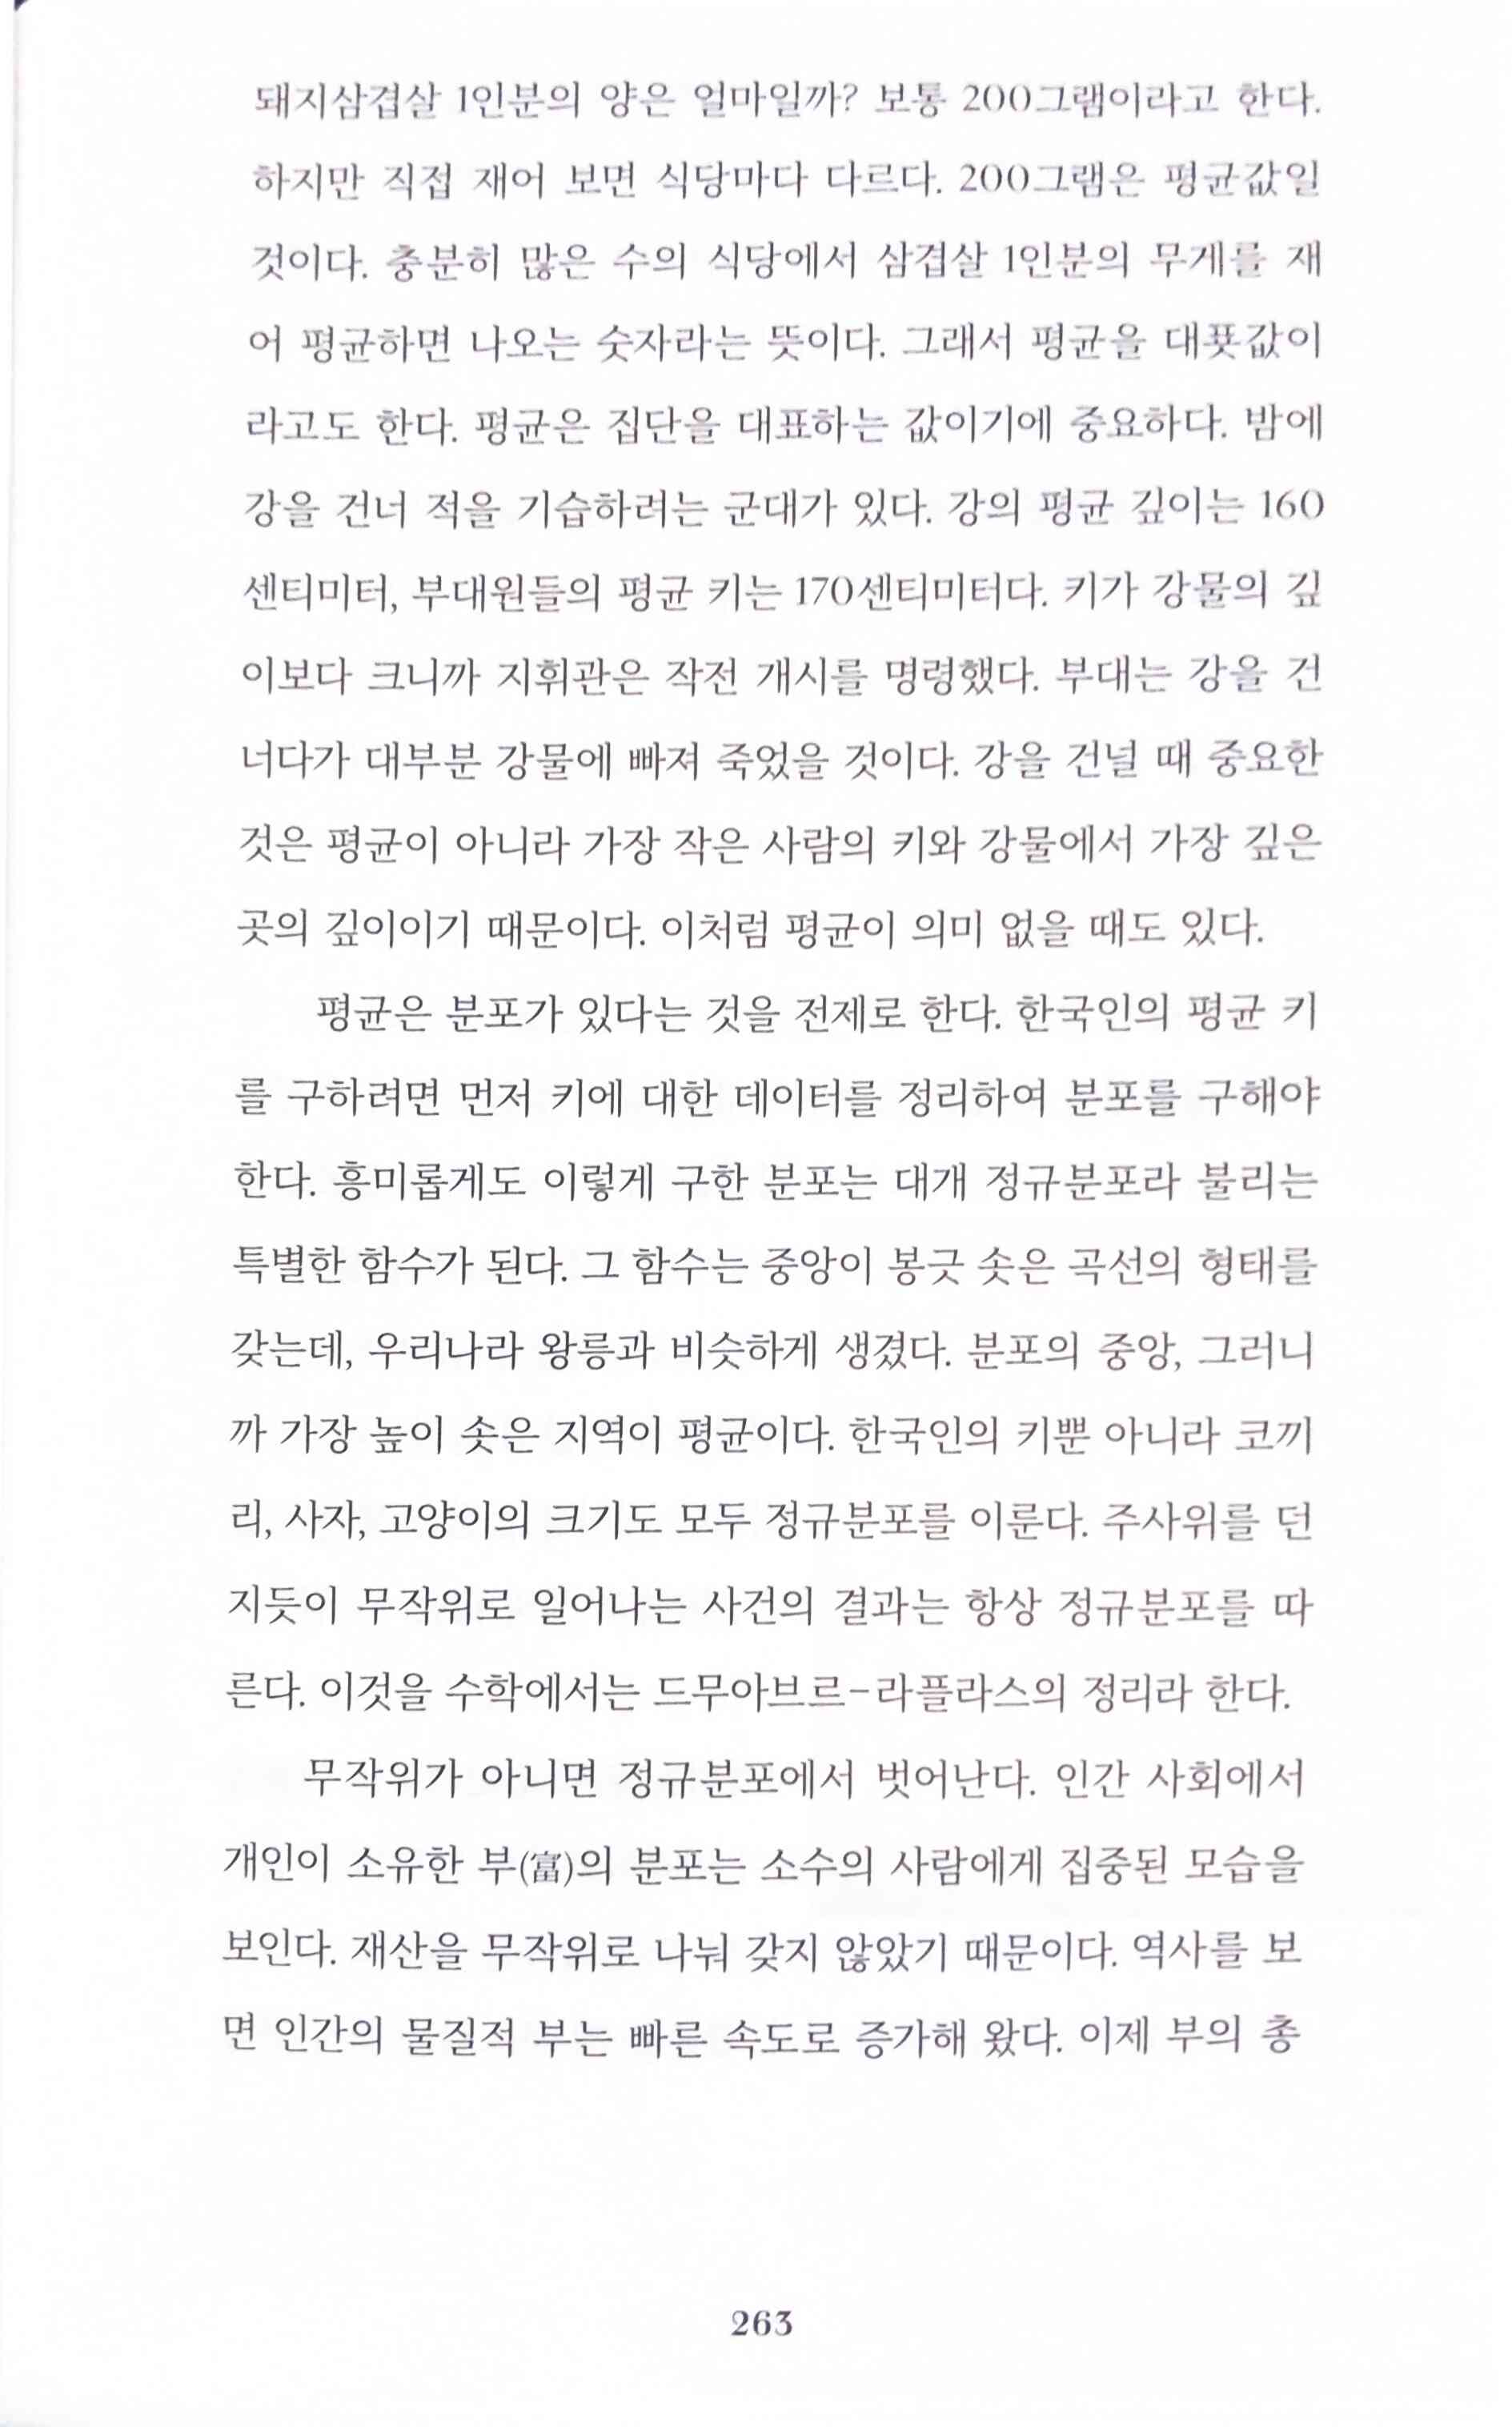 돼지삼겹살 1인분의 양은 얼마일까? 보통 200그램이라고 한다.
하지만 직접 재어 보면 식당마다 다르다. 200그램은 평균값일
것이다. 충분히 많은 수의 식당에서 삼겹살 1인분의 무게를 재
어 평균하면 나오는 숫자라는 뜻이다. 그래서 평균을 대푯값이
라고도 한다. 평균은 집단을 대표하는 값이기에 중요하다. 밤에
강을 건너 적을 기습하려는 군대가 있다. 강의 평균 깊이는 160
센티미터, 부대원들의 평균 키는 170센티미터다. 키가 강물의 깊
이보다 크니까 지휘관은 작전 개시를 명령했다. 부대는 강을 건
너다가 대부분 강물에 빠져 죽었을 것이다. 강을 건널 때 중요한
것은 평균이 아니라 가장 작은 사람의 키와 강물에서 가장 깊은
곳의 깊이이기 때문이다. 이처럼 평균이 의미 없을 때도 있다.
평균은 분포가 있다는 것을 전제로 한다. 한국인의 평균 키
를 구하려면 먼저 키에 대한 데이터를 정리하여 분포를 구해야
한다. 흥미롭게도 이렇게 구한 분포는 대개 정규분포라 불리는
특별한 함수가 된다. 그 함수는 중앙이 봉긋 솟은 곡선의 형태를
갖는데, 우리나라 왕릉과 비슷하게 생겼다. 분포의 중앙, 그러니
까 가장 높이 솟은 지역이 평균이다. 한국인의 키뿐 아니라 코끼
리, 사자, 고양이의 크기도 모두 정규분포를 이룬다. 주사위를 던
지듯이 무작위로 일어나는 사건의 결과는 항상 정규분포를 따
른다. 이것을 수학에서는 드무아브르-라플라스의 정리라 한다.
무작위가 아니면 정규분포에서 벗어난다. 인간 사회에서
개인이 소유한 부(富)의 분포는 소수의 사람에게 집중된 모습을
보인다. 재산을 무작위로 나눠 갖지 않았기 때문이다. 역사를 보
면 인간의 물질적 부는 빠른 속도로 증가해 왔다. 이제 부의 총
263